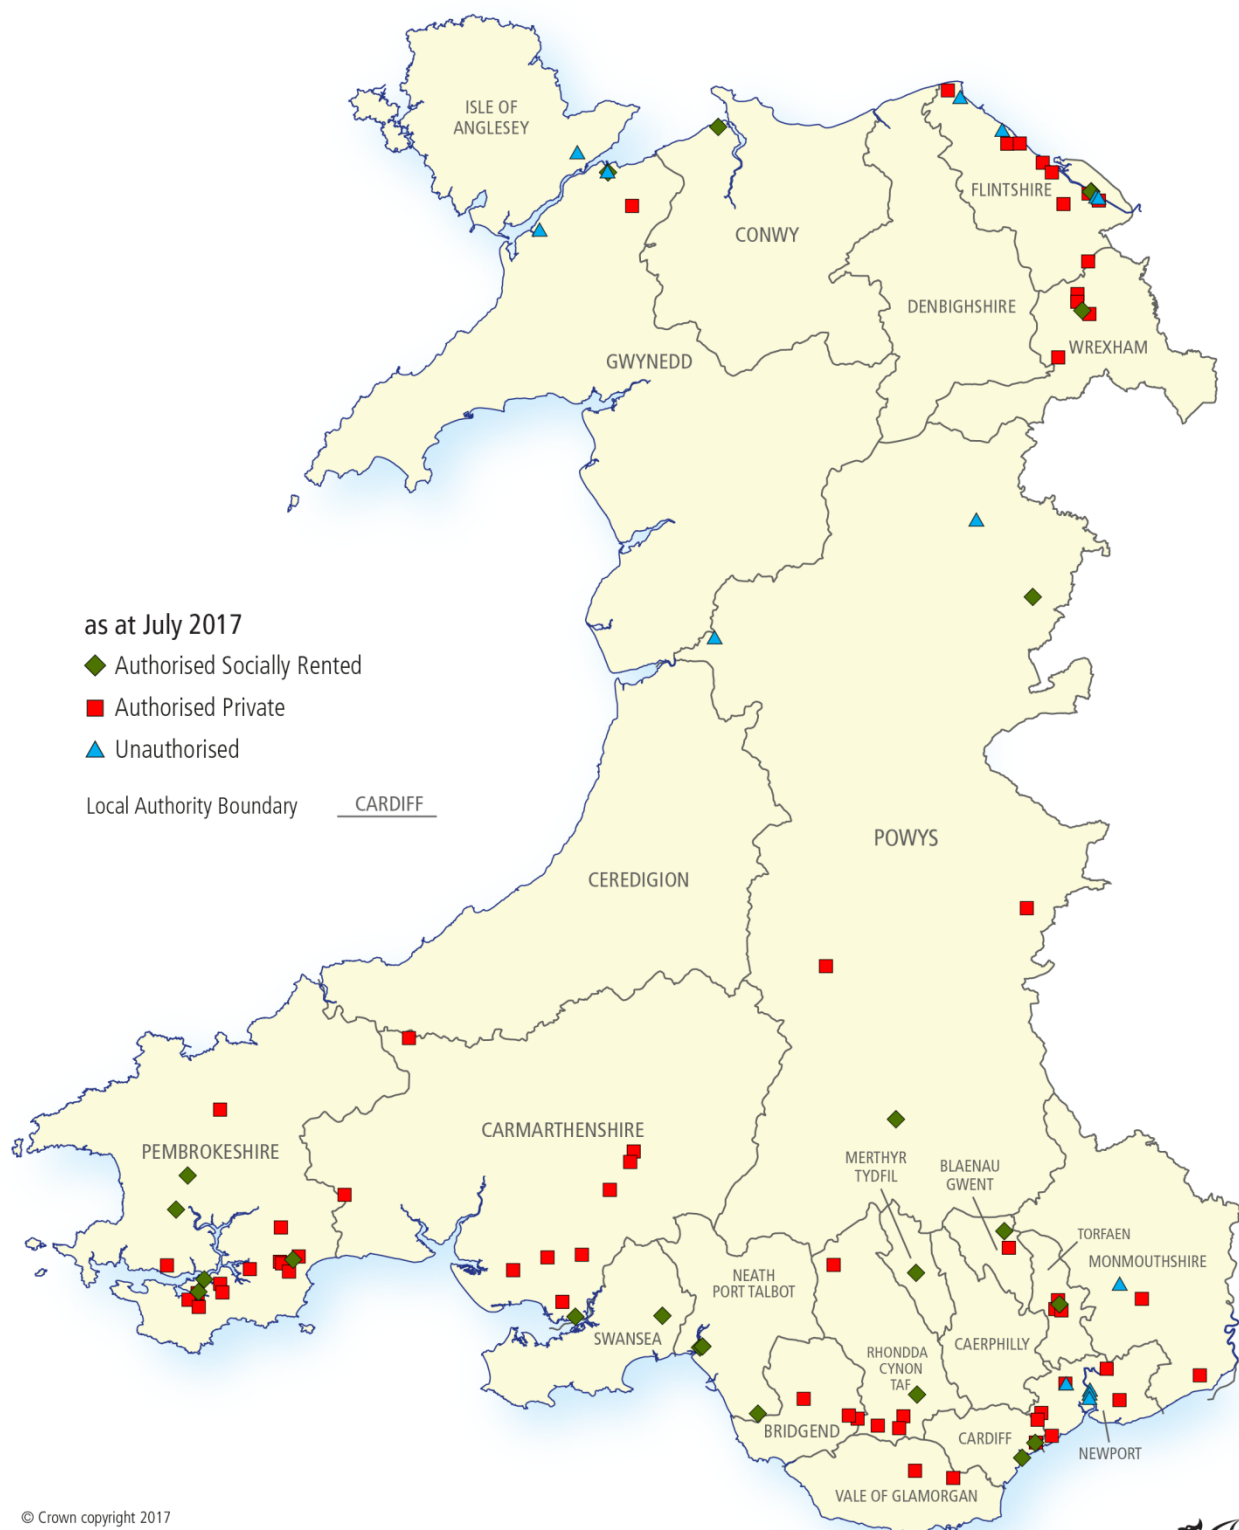 ISLE OF
ANGLESEY
FLINTSHIRE
CONWY
DENBIGHSHIRE
WREXHAM
GWYNEDD
as at July 2017
Authorised Socially Rented
Authorised Private
Unauthorised
Local Authority Boundary CARDIFF
POWYS
CEREDIGION
CARMARTHENSHIRE
PEMBROKESHIRE
MERTHYR
TYDFIL
BLAENAU
GWENT
TORFAEN
MONMOUTHSHIRE
NEATH
PORT TALBOT
SWANSEA
CAERPHILLY
RHONDDA
CYNON
TAF
BRIDGEND
CARDIFF
NEWPORT
VALE OF GLAMORGAN
© Crown copyright 2017